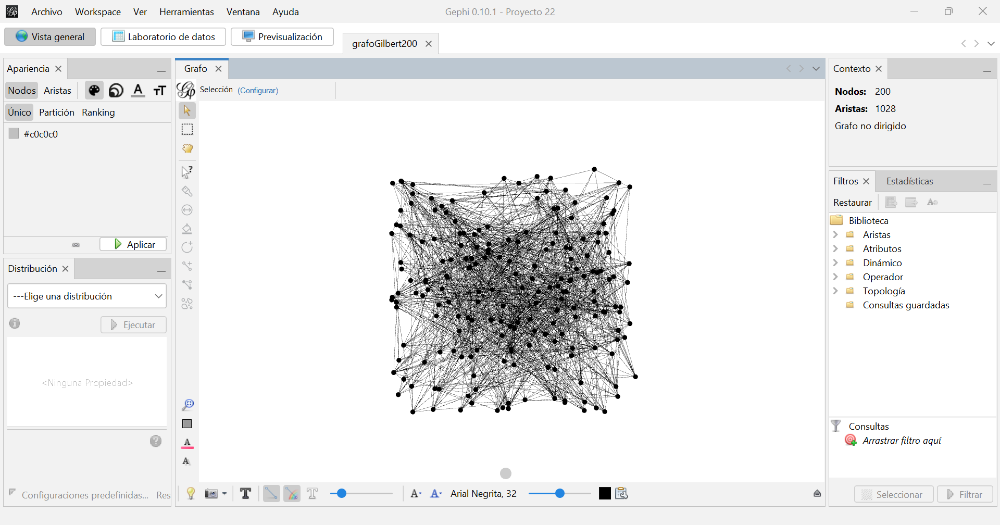 Archivo Workspace Ver Herramientas Ventana Ayuda Gephi 0.10.1 - Proyecto 22
Vista general Laboratorio de datos Previsualización grafoGilbert200
Apariencia
Nodos Aristas
Único Partición Ranking
#c0c0c0
Aplicar
Distribución
---Elige una distribución
Ejecutar
<Ninguna Propiedad>
Configuraciones predefinidas... Res
Grafo
Selección (Configurar)
Arial Negrita, 32
Contexto
Nodos: 200
Aristas: 1028
Grafo no dirigido
Filtros Estadísticas
Restaurar
Biblioteca
Aristas
Atributos
Dinámico
Operador
Topología
Consultas guardadas
Consultas
Arrastrar filtro aquí
Seleccionar Filtrar